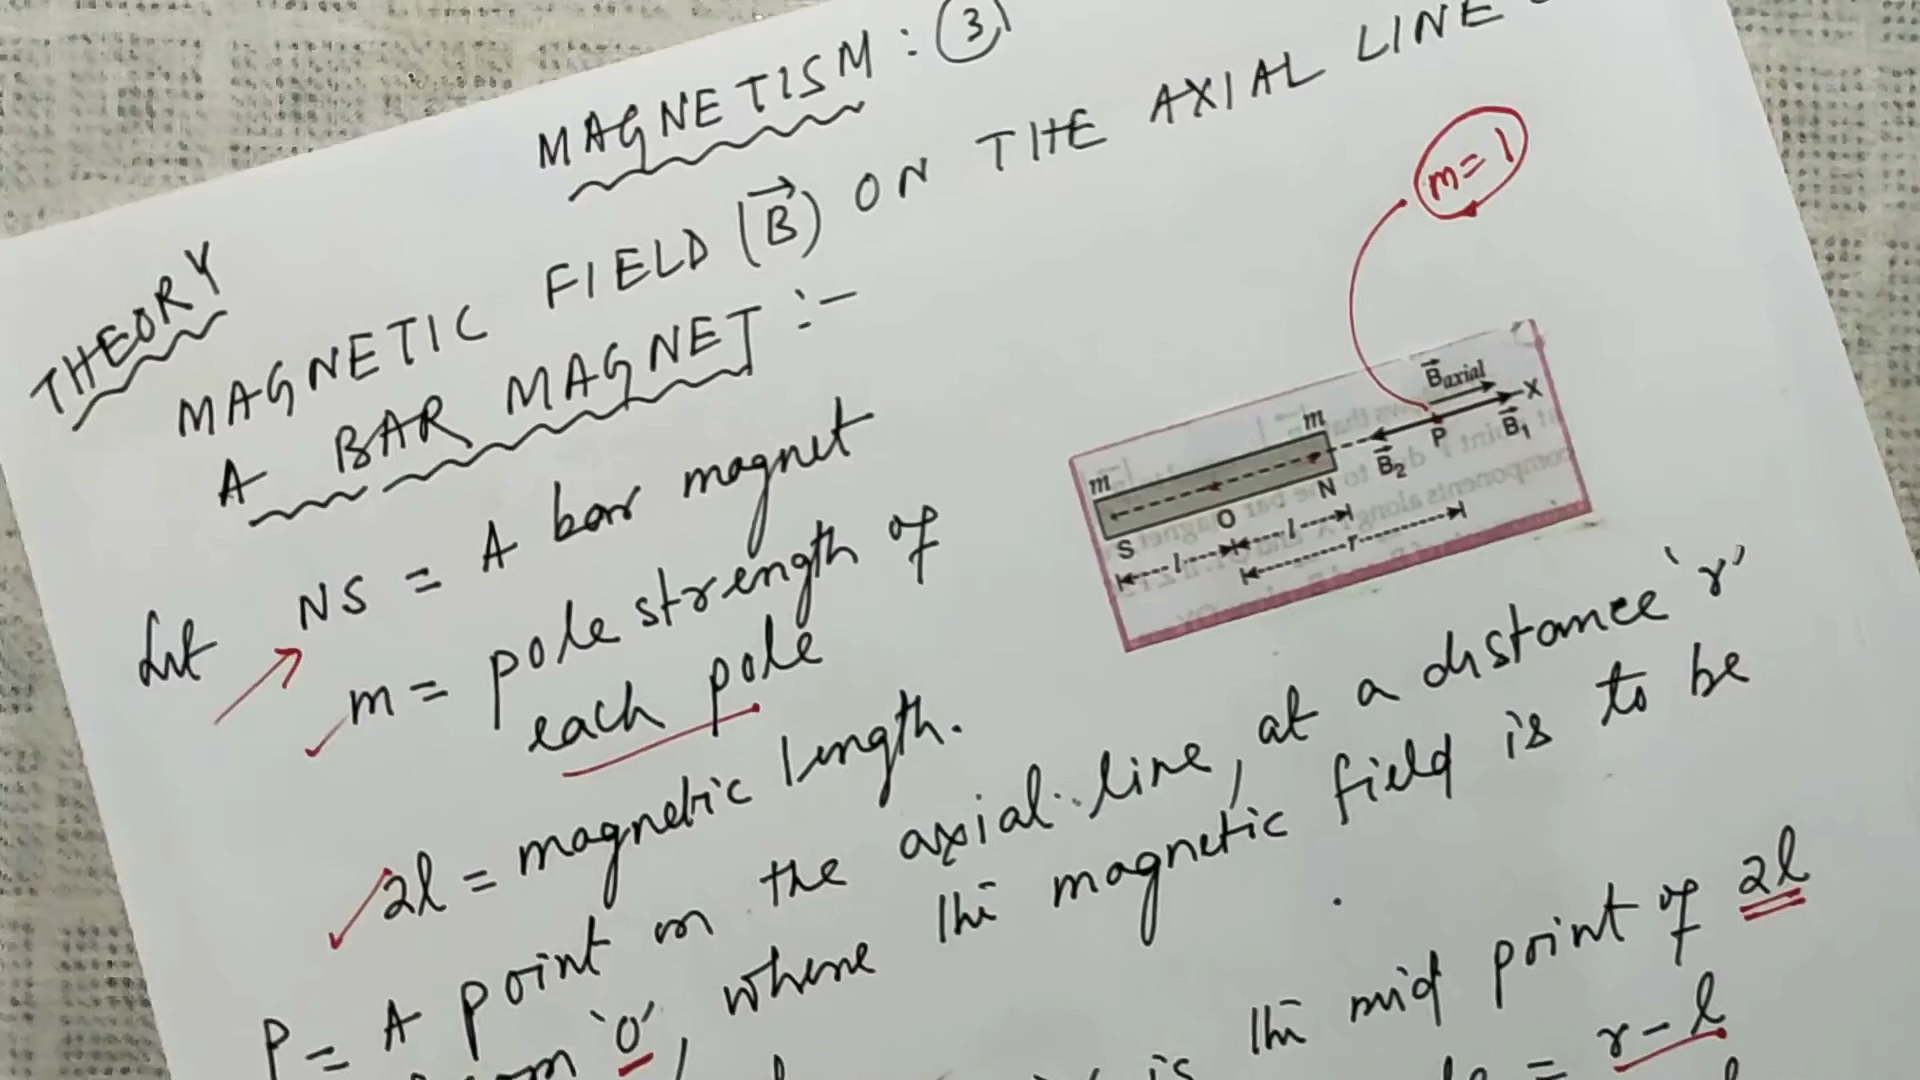 MAGNETISM : 3
THEORY
MAGNETIC FIELD (B⃗) ON THE AXIAL LINE
A BAR MAGNET :-
m = 1
B⃗axial
X
m
P
B⃗₁
B⃗₂
m
N
O
S
l
l
r
Let NS = A bar magnet
m = pole strength of
each pole
2l = magnetic length.
P = A point on the axial line, at a distance 'r'
from 'O', where the magnetic field is to be
is the mid point of 2l
= r - l